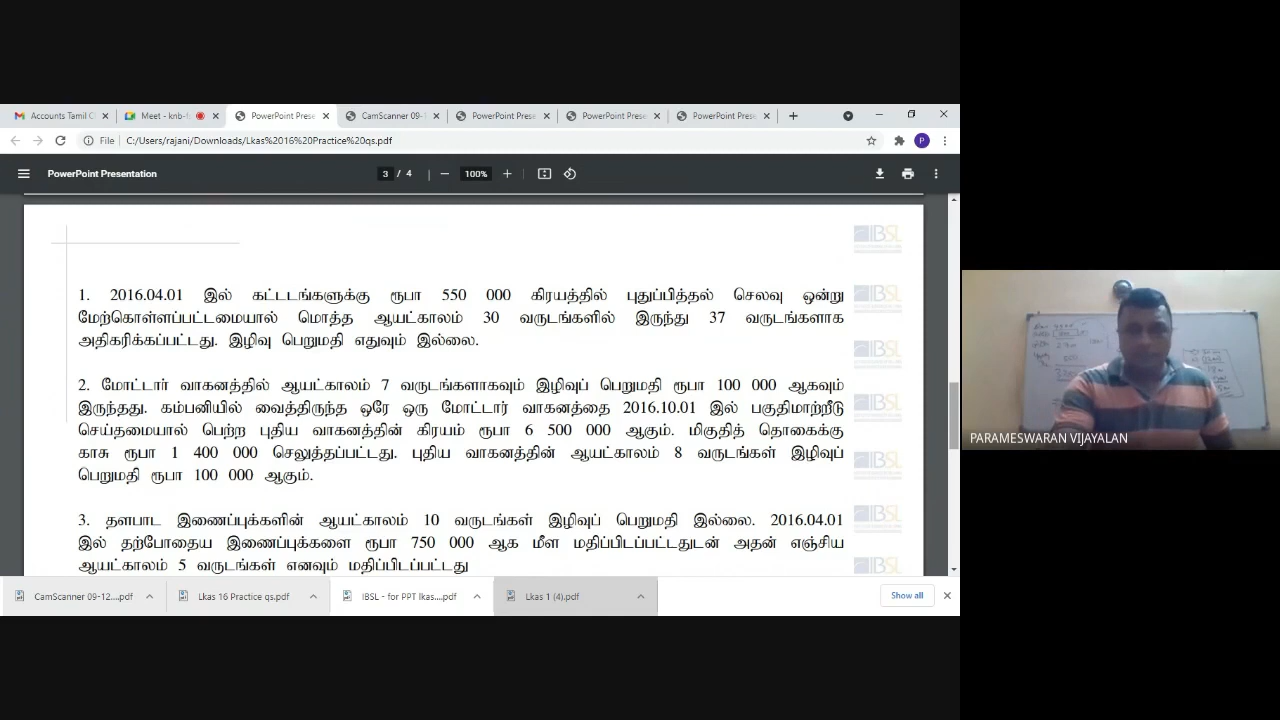 Accounts Tamil C
Meet - knb-f
PowerPoint Prese
CamScanner 09-
PowerPoint Prese
PowerPoint Prese
PowerPoint Prese
File
C:/Users/rajani/Downloads/Lkas%2016%20Practice%20qs.pdf
P
PowerPoint Presentation
3 / 4
100%
1. 2016.04.01 இல் கட்டடங்களுக்கு ரூபா 550 000 கிரயத்தில் புதுப்பித்தல் செலவு ஒன்று
மேற்கொள்ளப்பட்டமையால் மொத்த ஆயட்காலம் 30 வருடங்களில் இருந்து 37 வருடங்களாக
அதிகரிக்கப்பட்டது. இழிவு பெறுமதி எதுவும் இல்லை.
2. மோட்டார் வாகனத்தில் ஆயட்காலம் 7 வருடங்களாகவும் இழிவுப் பெறுமதி ரூபா 100 000 ஆகவும்
இருந்தது. கம்பனியில் வைத்திருந்த ஒரே ஒரு மோட்டார் வாகனத்தை 2016.10.01 இல் பகுதிமாற்றீடு
செய்தமையால் பெற்ற புதிய வாகனத்தின் கிரயம் ரூபா 6 500 000 ஆகும். மிகுதித் தொகைக்கு
காசு ரூபா 1 400 000 செலுத்தப்பட்டது. புதிய வாகனத்தின் ஆயட்காலம் 8 வருடங்கள் இழிவுப்
பெறுமதி ரூபா 100 000 ஆகும்.
3. தளபாட இணைப்புக்களின் ஆயட்காலம் 10 வருடங்கள் இழிவுப் பெறுமதி இல்லை. 2016.04.01
இல் தற்போதைய இணைப்புக்களை ரூபா 750 000 ஆக மீள மதிப்பிடப்பட்டதுடன் அதன் எஞ்சிய
ஆயட்காலம் 5 வருடங்கள் எனவும் மதிப்பிடப்பட்டது
IBSL
IBSL
IBSL
IBSL
IBSL
IBSL
IBSL
PARAMESWARAN VIJAYALAN
CamScanner 09-12....pdf
Lkas 16 Practice qs.pdf
IBSL - for PPT lkas....pdf
Lkas 1 (4).pdf
Show all